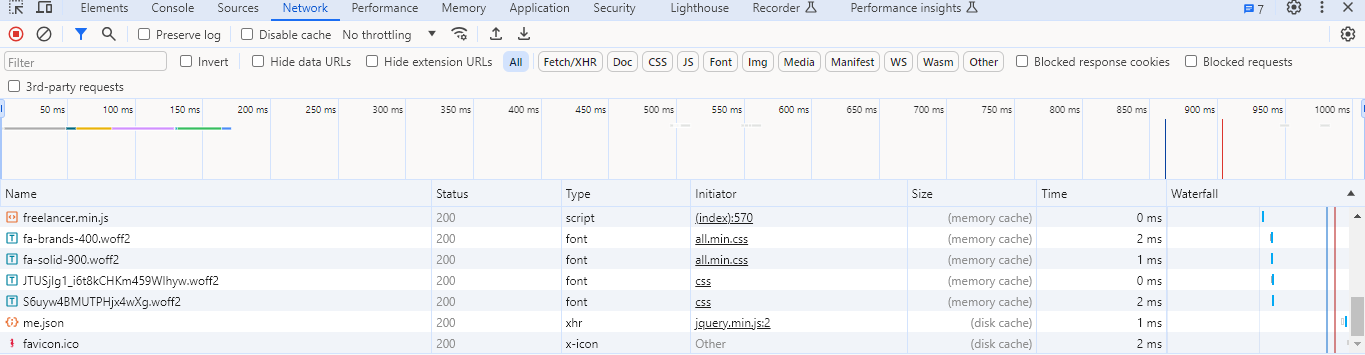 Elements Console Sources Network Performance Memory Application Security Lighthouse Recorder Performance insights 7
Preserve log Disable cache No throttling
Filter Invert Hide data URLs Hide extension URLs All Fetch/XHR Doc CSS JS Font Img Media Manifest WS Wasm Other Blocked response cookies Blocked requests
3rd-party requests
50 ms 100 ms 150 ms 200 ms 250 ms 300 ms 350 ms 400 ms 450 ms 500 ms 550 ms 600 ms 650 ms 700 ms 750 ms 800 ms 850 ms 900 ms 950 ms 1000 ms
Name Status Type Initiator Size Time Waterfall
freelancer.min.js 200 script (index):570 (memory cache) 0 ms
fa-brands-400.woff2 200 font all.min.css (memory cache) 2 ms
fa-solid-900.woff2 200 font all.min.css (memory cache) 1 ms
JTUSjIg1_i6t8kCHKm459Wlhyw.woff2 200 font css (memory cache) 0 ms
S6uyw4BMUTPHjx4wXg.woff2 200 font css (memory cache) 2 ms
me.json 200 xhr jquery.min.js:2 (disk cache) 1 ms
favicon.ico 200 x-icon Other (disk cache) 2 ms